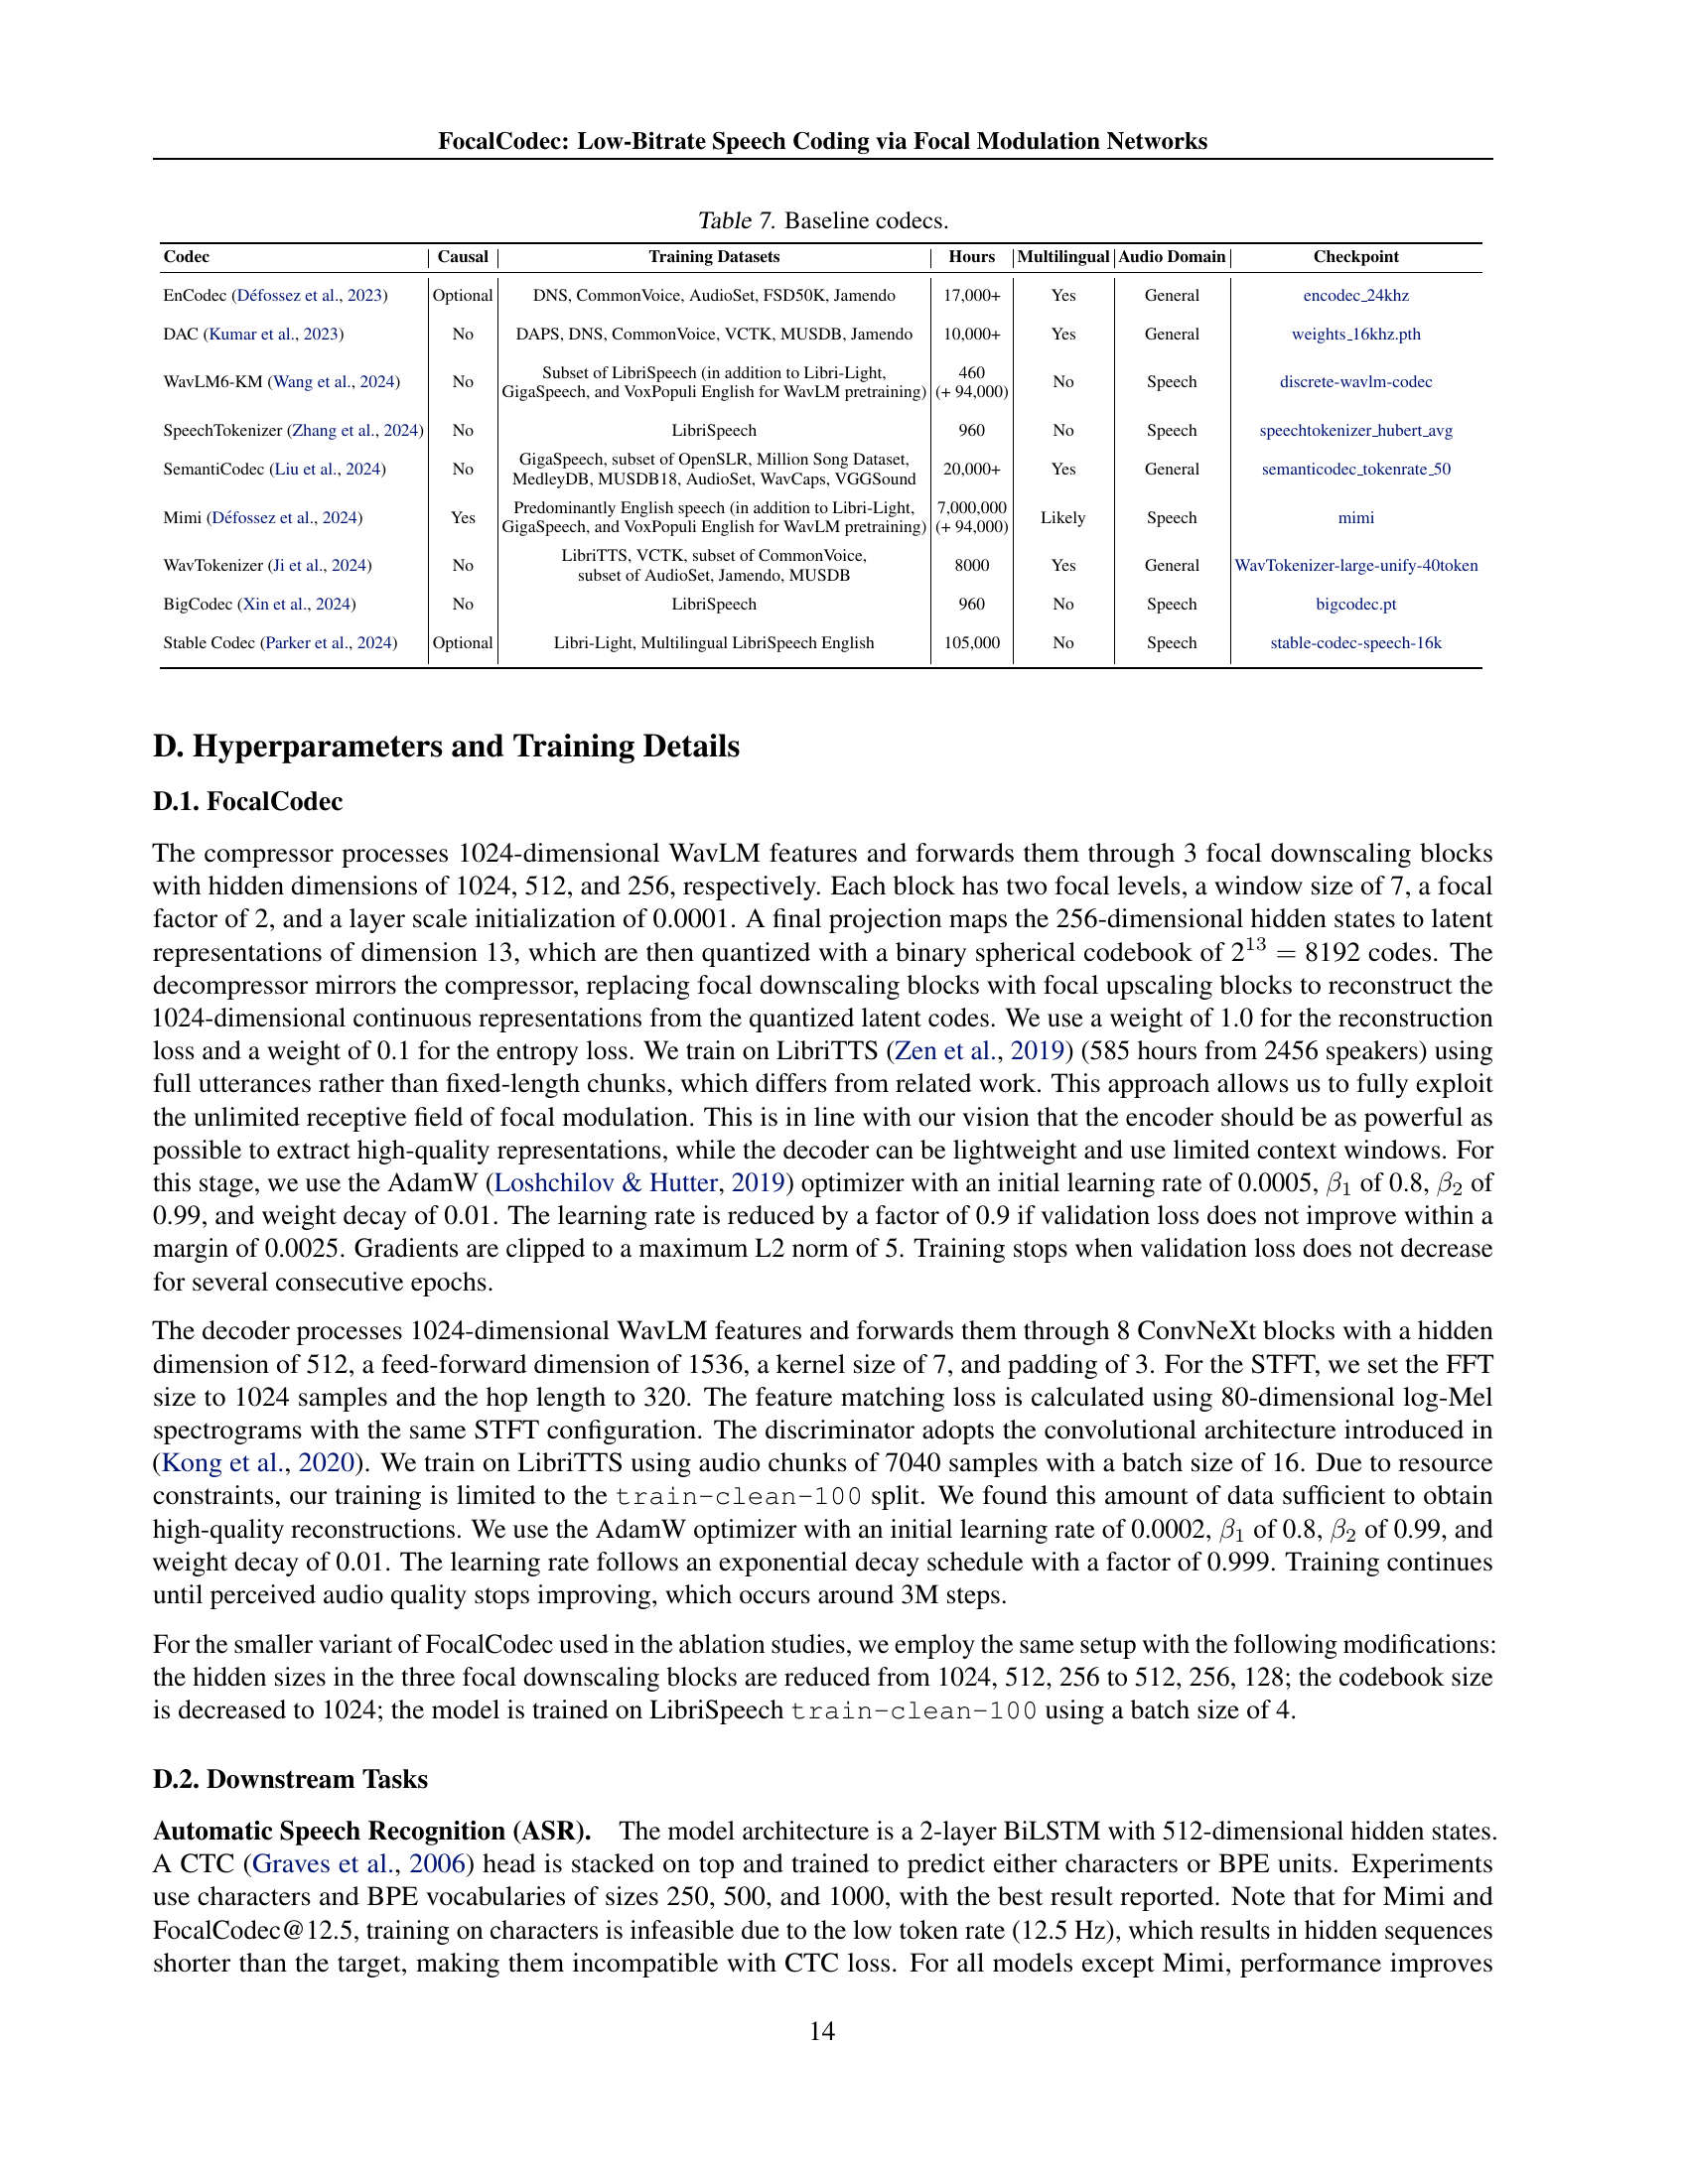 FocalCodec: Low-Bitrate Speech Coding via Focal Modulation Networks
Table 7. Baseline codecs.
Codec Causal Training Datasets Hours Multilingual Audio Domain Checkpoint
EnCodec (Défossez et al., 2023) Optional DNS, CommonVoice, AudioSet, FSD50K, Jamendo 17,000+ Yes General encodec_24khz
DAC (Kumar et al., 2023) No DAPS, DNS, CommonVoice, VCTK, MUSDB, Jamendo 10,000+ Yes General weights_16khz.pth
WavLM6-KM (Wang et al., 2024) No Subset of LibriSpeech (in addition to Libri-Light, GigaSpeech, and VoxPopuli English for WavLM pretraining) 460 (+ 94,000) No Speech discrete-wavlm-codec
SpeechTokenizer (Zhang et al., 2024) No LibriSpeech 960 No Speech speechtokenizer_hubert_avg
SemantiCodec (Liu et al., 2024) No GigaSpeech, subset of OpenSLR, Million Song Dataset, MedleyDB, MUSDB18, AudioSet, WavCaps, VGGSound 20,000+ Yes General semanticodec_tokenrate_50
Mimi (Défossez et al., 2024) Yes Predominantly English speech (in addition to Libri-Light, GigaSpeech, and VoxPopuli English for WavLM pretraining) 7,000,000 (+ 94,000) Likely Speech mimi
WavTokenizer (Ji et al., 2024) No LibriTTS, VCTK, subset of CommonVoice, subset of AudioSet, Jamendo, MUSDB 8000 Yes General WavTokenizer-large-unify-40token
BigCodec (Xin et al., 2024) No LibriSpeech 960 No Speech bigcodec.pt
Stable Codec (Parker et al., 2024) Optional Libri-Light, Multilingual LibriSpeech English 105,000 No Speech stable-codec-speech-16k
D. Hyperparameters and Training Details
D.1. FocalCodec
The compressor processes 1024-dimensional WavLM features and forwards them through 3 focal downscaling blocks
with hidden dimensions of 1024, 512, and 256, respectively. Each block has two focal levels, a window size of 7, a focal
factor of 2, and a layer scale initialization of 0.0001. A final projection maps the 256-dimensional hidden states to latent
representations of dimension 13, which are then quantized with a binary spherical codebook of 2^13 = 8192 codes. The
decompressor mirrors the compressor, replacing focal downscaling blocks with focal upscaling blocks to reconstruct the
1024-dimensional continuous representations from the quantized latent codes. We use a weight of 1.0 for the reconstruction
loss and a weight of 0.1 for the entropy loss. We train on LibriTTS (Zen et al., 2019) (585 hours from 2456 speakers) using
full utterances rather than fixed-length chunks, which differs from related work. This approach allows us to fully exploit
the unlimited receptive field of focal modulation. This is in line with our vision that the encoder should be as powerful as
possible to extract high-quality representations, while the decoder can be lightweight and use limited context windows. For
this stage, we use the AdamW (Loshchilov & Hutter, 2019) optimizer with an initial learning rate of 0.0005, β₁ of 0.8, β₂ of
0.99, and weight decay of 0.01. The learning rate is reduced by a factor of 0.9 if validation loss does not improve within a
margin of 0.0025. Gradients are clipped to a maximum L2 norm of 5. Training stops when validation loss does not decrease
for several consecutive epochs.
The decoder processes 1024-dimensional WavLM features and forwards them through 8 ConvNeXt blocks with a hidden
dimension of 512, a feed-forward dimension of 1536, a kernel size of 7, and padding of 3. For the STFT, we set the FFT
size to 1024 samples and the hop length to 320. The feature matching loss is calculated using 80-dimensional log-Mel
spectrograms with the same STFT configuration. The discriminator adopts the convolutional architecture introduced in
(Kong et al., 2020). We train on LibriTTS using audio chunks of 7040 samples with a batch size of 16. Due to resource
constraints, our training is limited to the train-clean-100 split. We found this amount of data sufficient to obtain
high-quality reconstructions. We use the AdamW optimizer with an initial learning rate of 0.0002, β₁ of 0.8, β₂ of 0.99, and
weight decay of 0.01. The learning rate follows an exponential decay schedule with a factor of 0.999. Training continues
until perceived audio quality stops improving, which occurs around 3M steps.
For the smaller variant of FocalCodec used in the ablation studies, we employ the same setup with the following modifications:
the hidden sizes in the three focal downscaling blocks are reduced from 1024, 512, 256 to 512, 256, 128; the codebook size
is decreased to 1024; the model is trained on LibriSpeech train-clean-100 using a batch size of 4.
D.2. Downstream Tasks
Automatic Speech Recognition (ASR). The model architecture is a 2-layer BiLSTM with 512-dimensional hidden states.
A CTC (Graves et al., 2006) head is stacked on top and trained to predict either characters or BPE units. Experiments
use characters and BPE vocabularies of sizes 250, 500, and 1000, with the best result reported. Note that for Mimi and
FocalCodec@12.5, training on characters is infeasible due to the low token rate (12.5 Hz), which results in hidden sequences
shorter than the target, making them incompatible with CTC loss. For all models except Mimi, performance improves
14